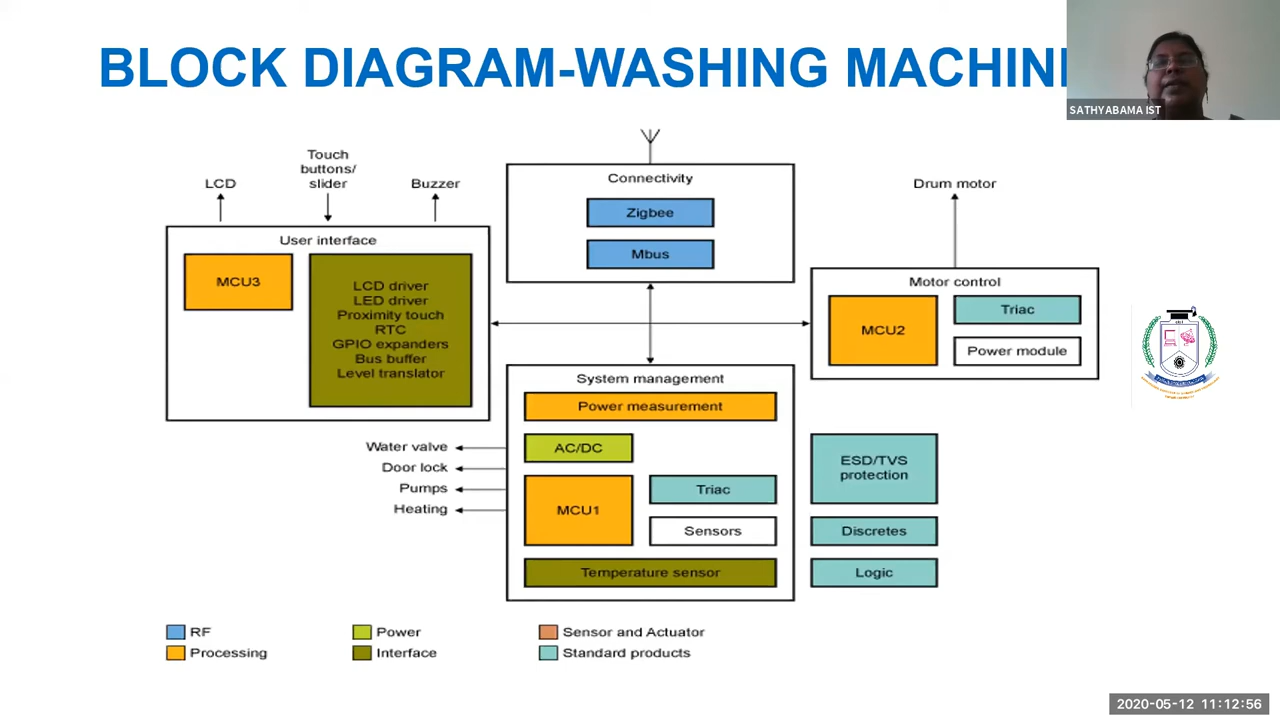 BLOCK DIAGRAM-WASHING MACHIN
SATHYABAMA IST
LCD
Touch
buttons/
slider
Buzzer
User interface
MCU3
LCD driver
LED driver
Proximity touch
RTC
GPIO expanders
Bus buffer
Level translator
Connectivity
Zigbee
Mbus
Drum motor
Motor control
MCU2
Triac
Power module
System management
Power measurement
AC/DC
MCU1
Triac
Sensors
Temperature sensor
Water valve
Door lock
Pumps
Heating
ESD/TVS
protection
Discretes
Logic
RF
Power
Sensor and Actuator
Processing
Interface
Standard products
2020-05-12 11:12:56